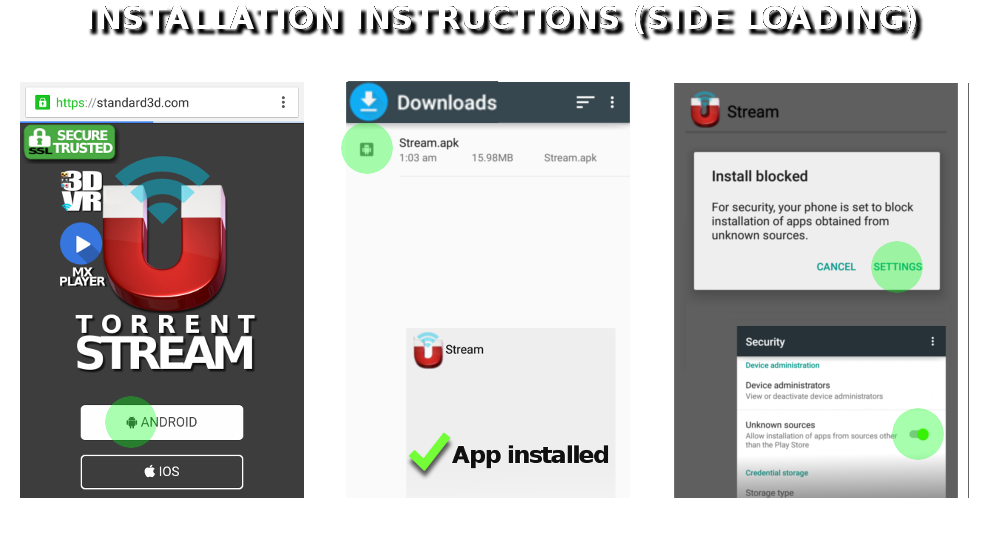 INSTALLATION INSTRUCTIONS (SIDE LOADING)
https://standard3d.com
SSL
SECURE
TRUSTED
3D
VR
MX
PLAYER
TORRENT
STREAM
ANDROID
IOS
Downloads
Stream.apk
1:03 am 15.98MB Stream.apk
Stream
App installed
Stream
Install blocked
For security, your phone is set to block
installation of apps obtained from
unknown sources.
CANCEL SETTINGS
Security
Device administration
Device administrators
View or deactivate device administrators
Unknown sources
Allow installation of apps from sources other
than the Play Store
Credential storage
Storage type